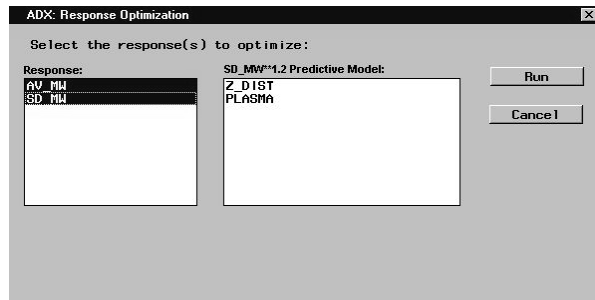 ADX: Response Optimization
Select the response(s) to optimize:
Response:
AV_MW
SD_MW
SD_MW**1.2 Predictive Model:
Z_DIST
PLASMA
Run
Cancel